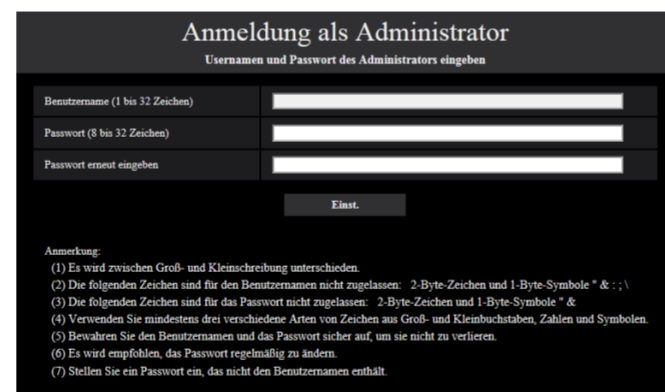 Anmeldung als Administrator
Usernamen und Passwort des Administrators eingeben
Benutzername (1 bis 32 Zeichen)
Passwort (8 bis 32 Zeichen)
Passwort erneut eingeben
Einst.
Anmerkung:
(1) Es wird zwischen Groß- und Kleinschreibung unterschieden.
(2) Die folgenden Zeichen sind für den Benutzernamen nicht zugelassen: 2-Byte-Zeichen und 1-Byte-Symbole " & : ; \
(3) Die folgenden Zeichen sind für das Passwort nicht zugelassen: 2-Byte-Zeichen und 1-Byte-Symbole " &
(4) Verwenden Sie mindestens drei verschiedene Arten von Zeichen aus Groß- und Kleinbuchstaben, Zahlen und Symbolen.
(5) Bewahren Sie den Benutzernamen und das Passwort sicher auf, um sie nicht zu verlieren.
(6) Es wird empfohlen, das Passwort regelmäßig zu ändern.
(7) Stellen Sie ein Passwort ein, das nicht den Benutzernamen enthält.